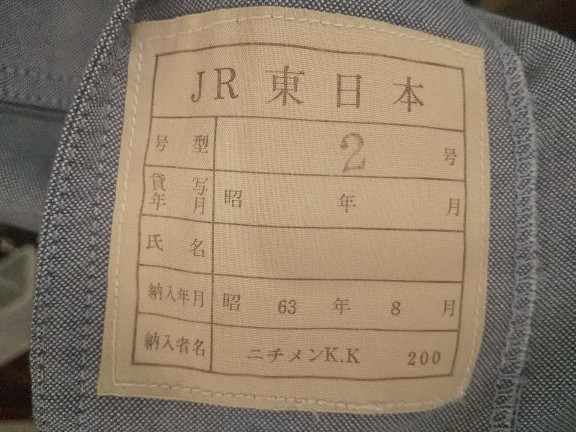 JR東日本
号型 2 号
貸写年月 昭 年 月
氏名
納入年月 昭 63 年 8 月
納入者名 ニチメンK.K 200